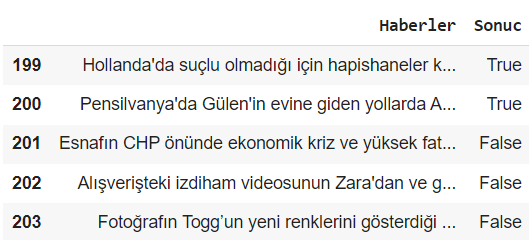 Haberler Sonuc
199 Hollanda'da suçlu olmadığı için hapishaneler k... True
200 Pensilvanya'da Gülen'in evine giden yollarda A... True
201 Esnafın CHP önünde ekonomik kriz ve yüksek fat... False
202 Alışverişteki izdiham videosunun Zara'dan ve g... False
203 Fotoğrafın Togg’un yeni renklerini gösterdiği ... False